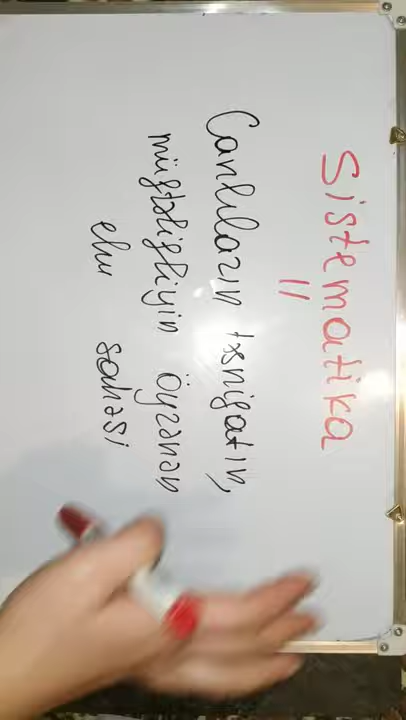 Sistematika
=
Canlıların təsnifatın,
müxtəlifliyin öyrənən
elm sahəsi